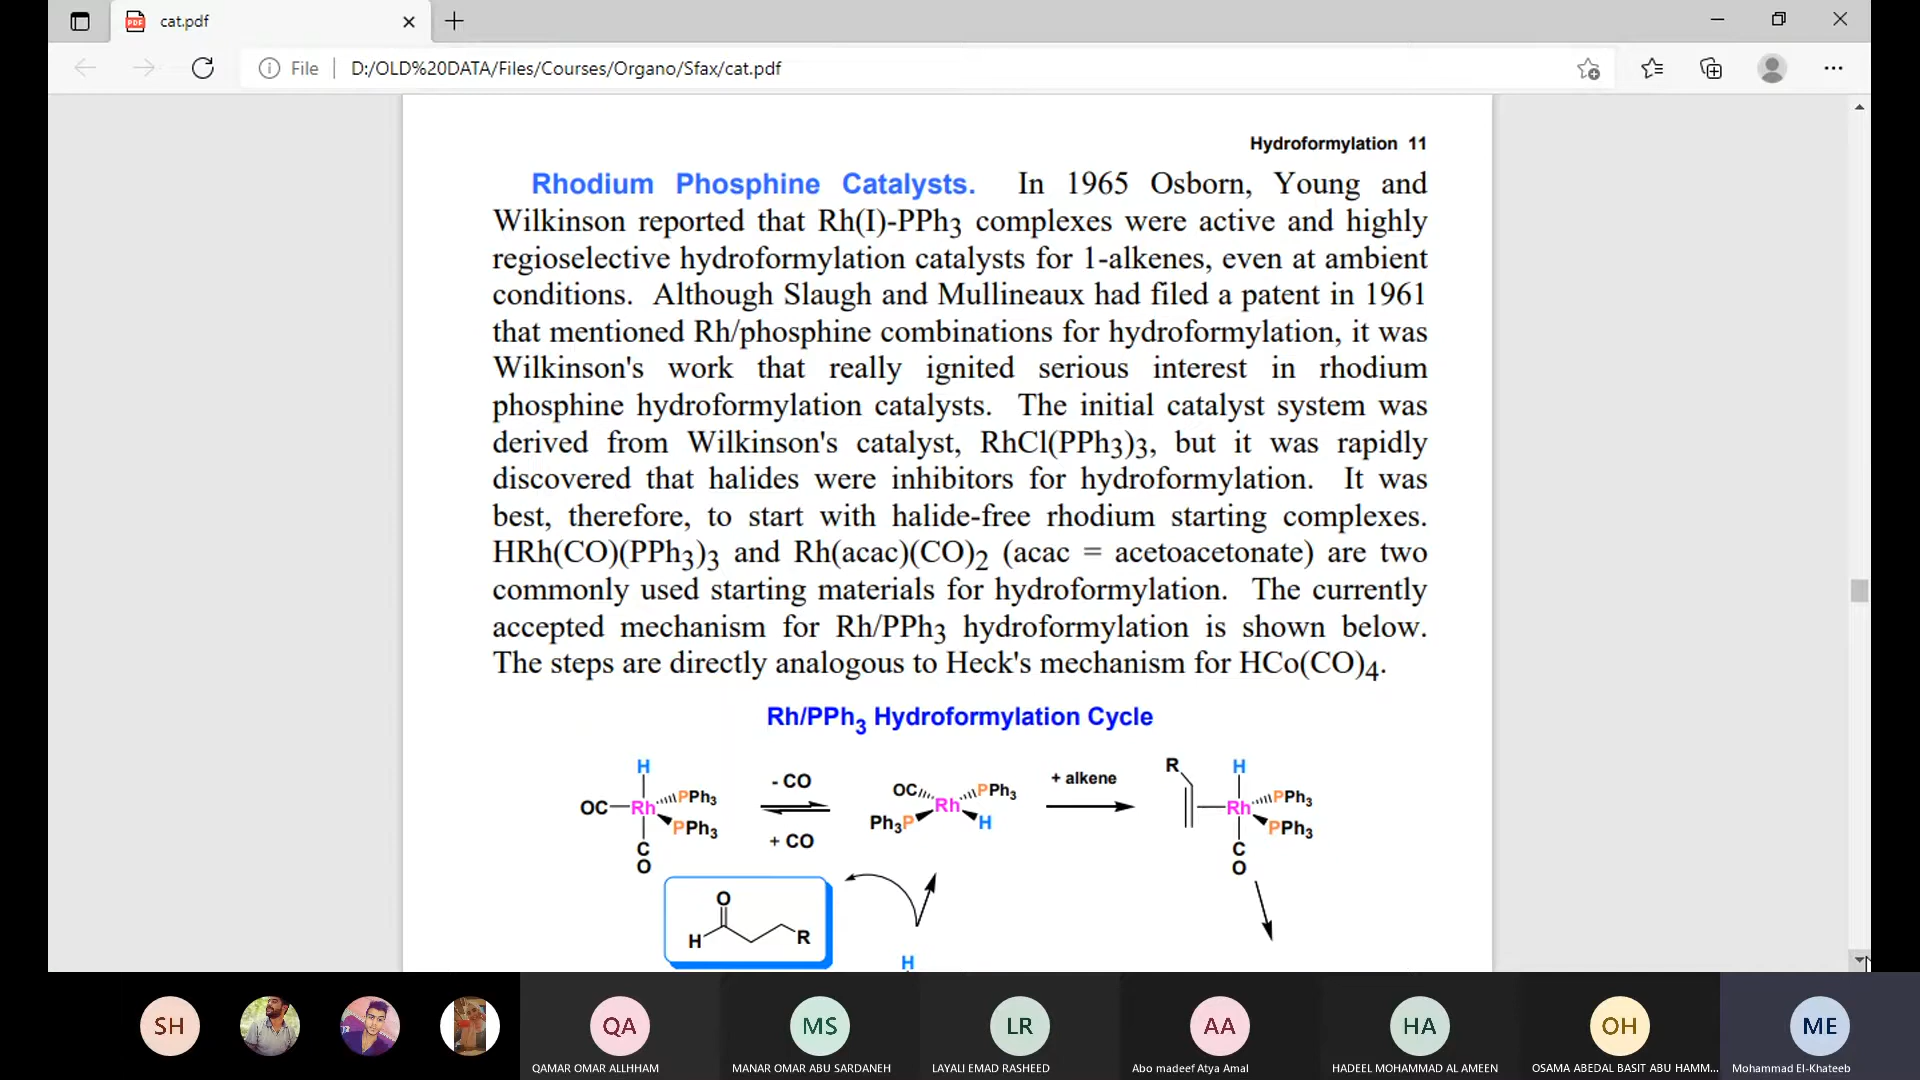 cat.pdf
File
D:/OLD%20DATA/Files/Courses/Organo/Sfax/cat.pdf
Hydroformylation 11
Rhodium Phosphine Catalysts. In 1965 Osborn, Young and
Wilkinson reported that Rh(I)-PPh3 complexes were active and highly
regioselective hydroformylation catalysts for 1-alkenes, even at ambient
conditions. Although Slaugh and Mullineaux had filed a patent in 1961
that mentioned Rh/phosphine combinations for hydroformylation, it was
Wilkinson's work that really ignited serious interest in rhodium
phosphine hydroformylation catalysts. The initial catalyst system was
derived from Wilkinson's catalyst, RhCl(PPh3)3, but it was rapidly
discovered that halides were inhibitors for hydroformylation. It was
best, therefore, to start with halide-free rhodium starting complexes.
HRh(CO)(PPh3)3 and Rh(acac)(CO)2 (acac = acetoacetonate) are two
commonly used starting materials for hydroformylation. The currently
accepted mechanism for Rh/PPh3 hydroformylation is shown below.
The steps are directly analogous to Heck's mechanism for HCo(CO)4.
Rh/PPh3 Hydroformylation Cycle
H
OC Rh PPh3
PPh3
C
O
- CO
+ CO
OC PPh3
Rh
Ph3P H
+ alkene
R H
Rh PPh3
PPh3
C
O
O
H R
H
SH QA MS LR AA HA OH ME
QAMAR OMAR ALLHHAM MANAR OMAR ABU SARDANEH LAYALI EMAD RASHEED Abo madeef Atya Amal HADEEL MOHAMMAD AL AMEEN OSAMA ABEDAL BASIT ABU HAMM... Mohammad El-Khateeb